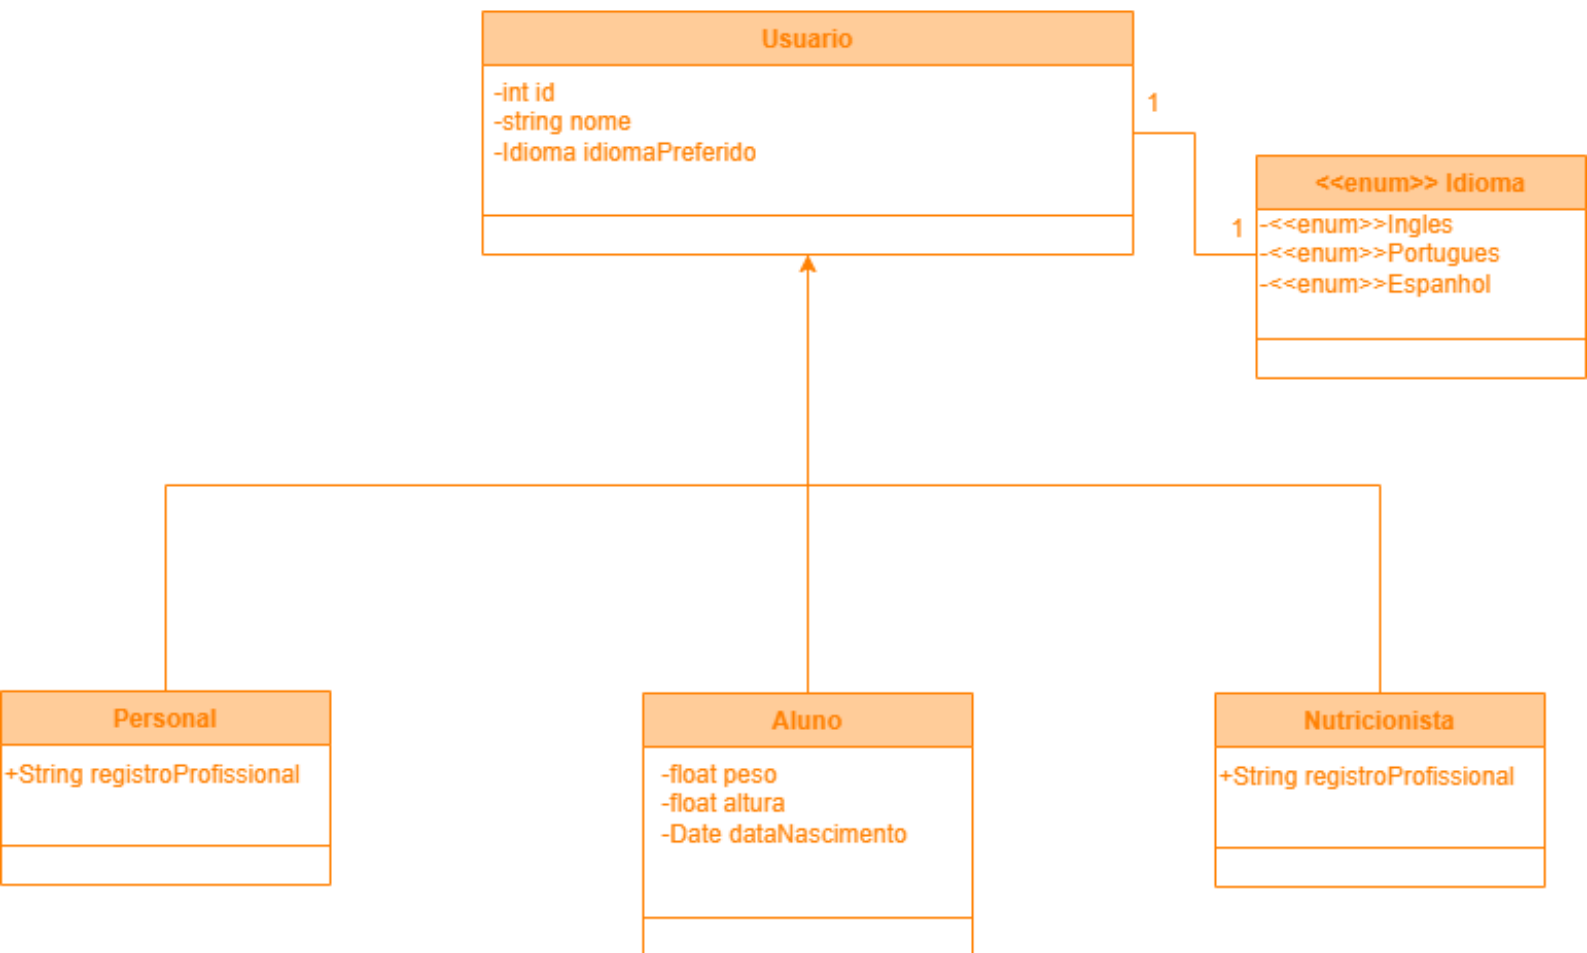 Usuario
-int id
-string nome
-Idioma idiomaPreferido
1
1
<<enum>> Idioma
-<<enum>>Ingles
-<<enum>>Portugues
-<<enum>>Espanhol
Personal
+String registroProfissional
Aluno
-float peso
-float altura
-Date dataNascimento
Nutricionista
+String registroProfissional